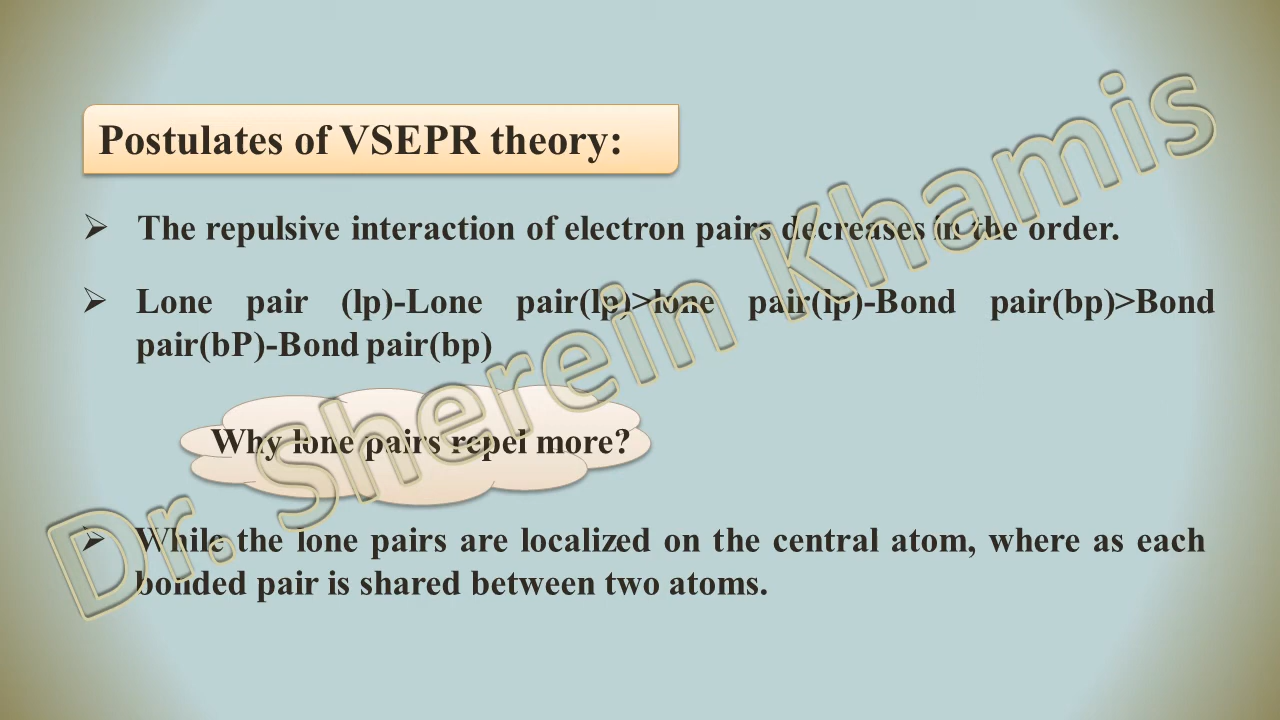 Postulates of VSEPR theory:
➢ The repulsive interaction of electron pairs decreases in the order.
➢ Lone pair (lp)-Lone pair(lp)>lone pair(lp)-Bond pair(bp)>Bond
pair(bP)-Bond pair(bp)
Why lone pairs repel more?
➢ While the lone pairs are localized on the central atom, where as each
bonded pair is shared between two atoms.
Dr. Sherein Khamis